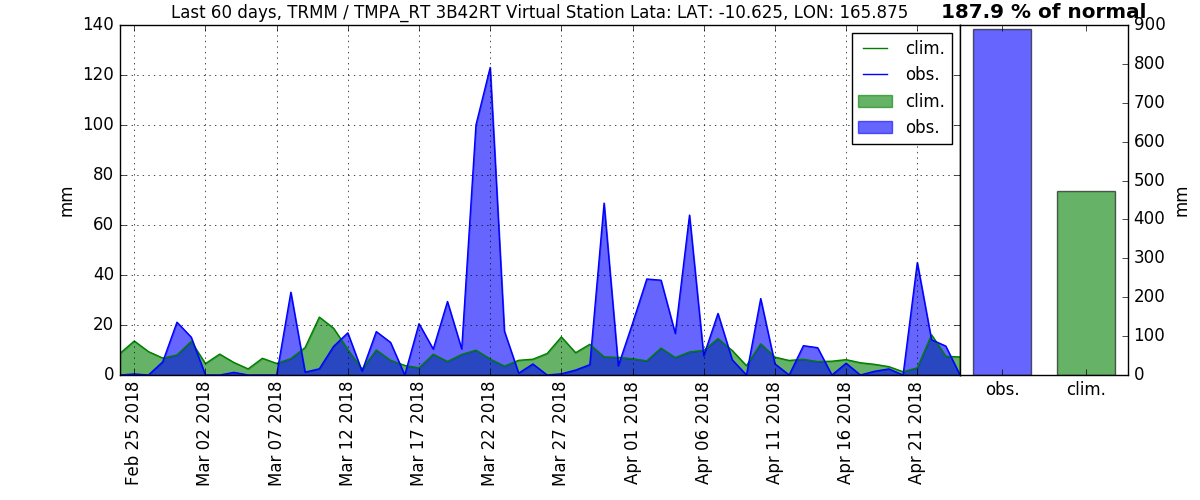 Last 60 days, TRMM / TMPA_RT 3B42RT Virtual Station Lata: LAT: -10.625, LON: 165.875
187.9 % of normal
140
120
100
80
60
40
20
0
mm
clim.
obs.
clim.
obs.
900
800
700
600
500
400
300
200
100
0
mm
Feb 25 2018
Mar 02 2018
Mar 07 2018
Mar 12 2018
Mar 17 2018
Mar 22 2018
Mar 27 2018
Apr 01 2018
Apr 06 2018
Apr 11 2018
Apr 16 2018
Apr 21 2018
obs.
clim.